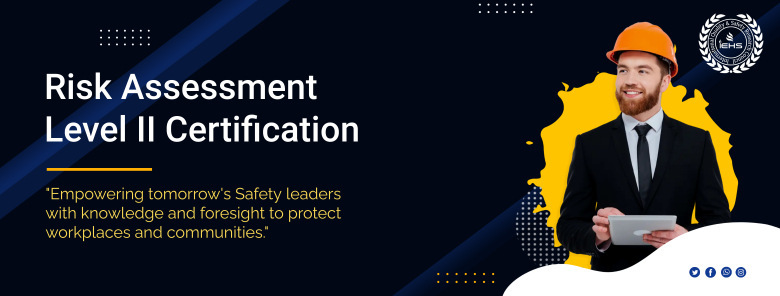 Risk Assessment
Level II Certification
"Empowering tomorrow's Safety leaders
with knowledge and foresight to protect
workplaces and communities."
IEHS